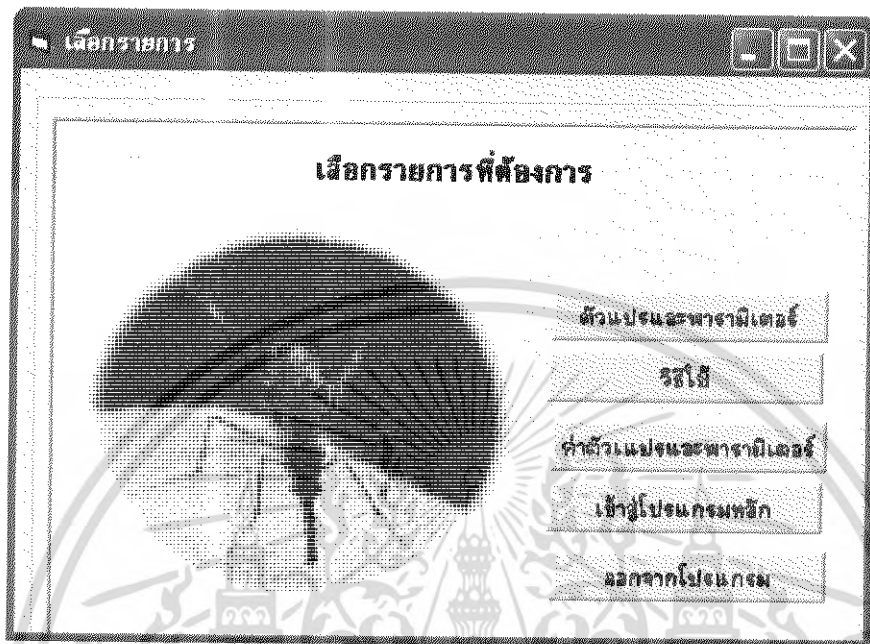 เลือกรายการ
เลือกรายการที่ต้องการ
ตัวแปรและพารามิเตอร์
วิธีใช้
ค่าตัวแปรและพารามิเตอร์
เข้าสู่โปรแกรมหลัก
ออกจากโปรแกรม